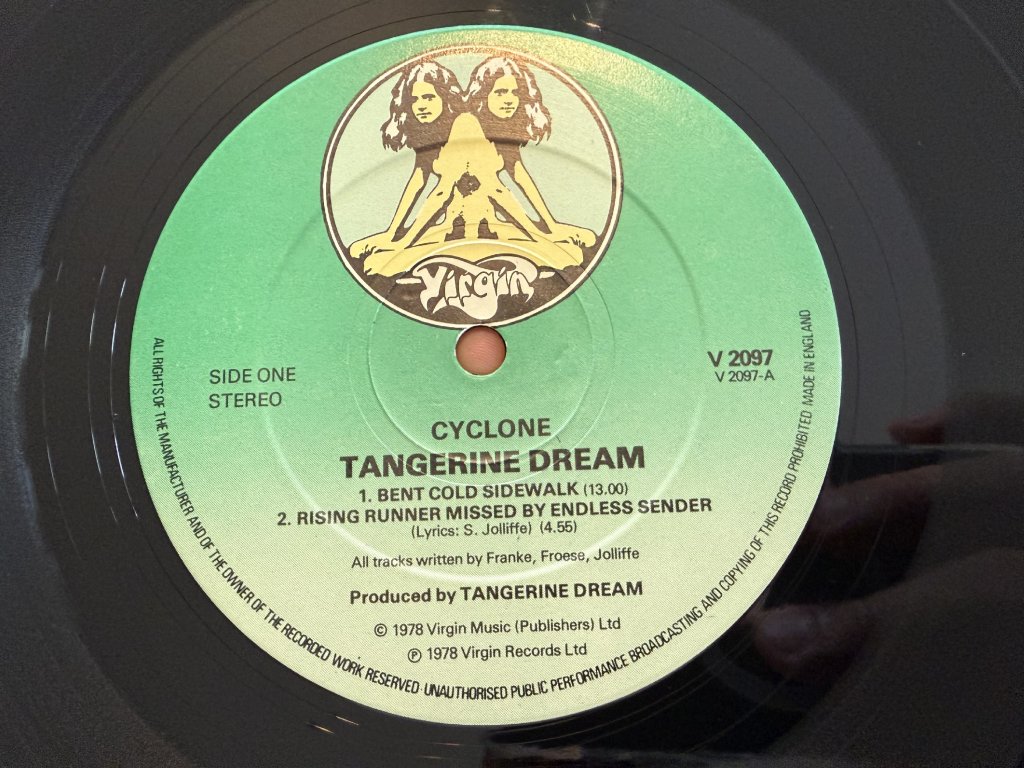 Virgin
SIDE ONE
STEREO
V 2097
V 2097-A
CYCLONE
TANGERINE DREAM
1. BENT COLD SIDEWALK (13.00)
2. RISING RUNNER MISSED BY ENDLESS SENDER
(Lyrics: S. Jolliffe) (4.55)
All tracks written by Franke, Froese, Jolliffe
Produced by TANGERINE DREAM
© 1978 Virgin Music (Publishers) Ltd
℗ 1978 Virgin Records Ltd
ALL RIGHTS OF THE MANUFACTURER AND OF THE OWNER OF THE RECORDED WORK RESERVED · UNAUTHORISED PUBLIC PERFORMANCE BROADCASTING AND COPYING OF THIS RECORD PROHIBITED MADE IN ENGLAND